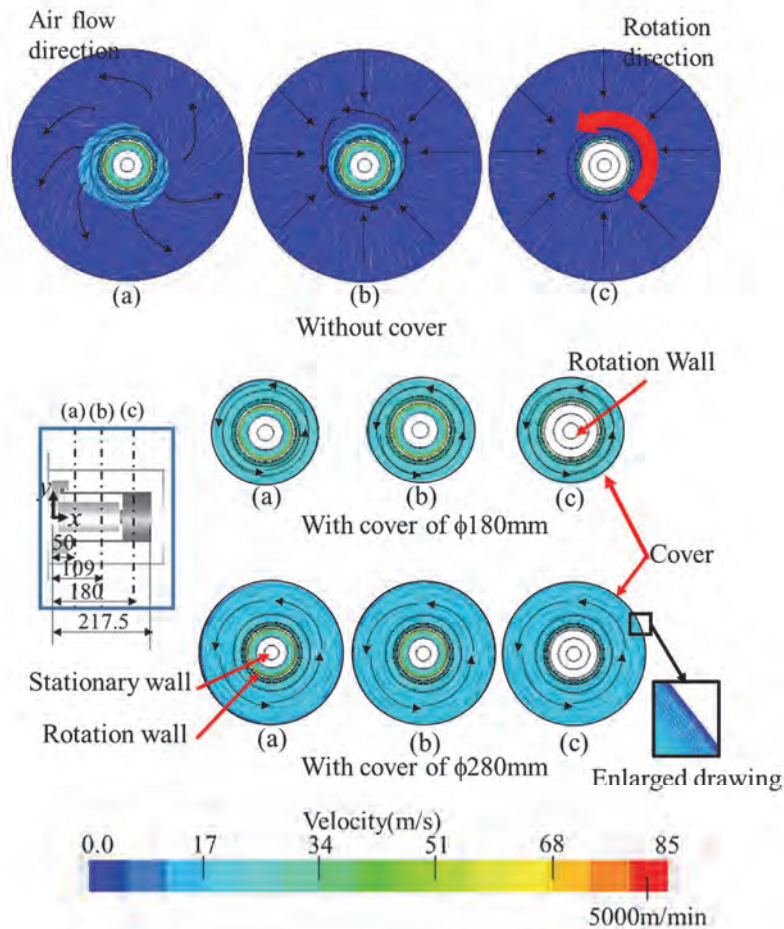 Air flow
direction
Rotation
direction
(a)
(b)
(c)
Without cover
Rotation Wall
(a) (b) (c)
(a)
(b)
(c)
With cover of ϕ180mm
y
x
50
109
180
217.5
Cover
Stationary wall
Rotation wall
(a)
(b)
(c)
With cover of ϕ280mm
Enlarged drawing
Velocity(m/s)
0.0 17 34 51 68 85
5000m/min